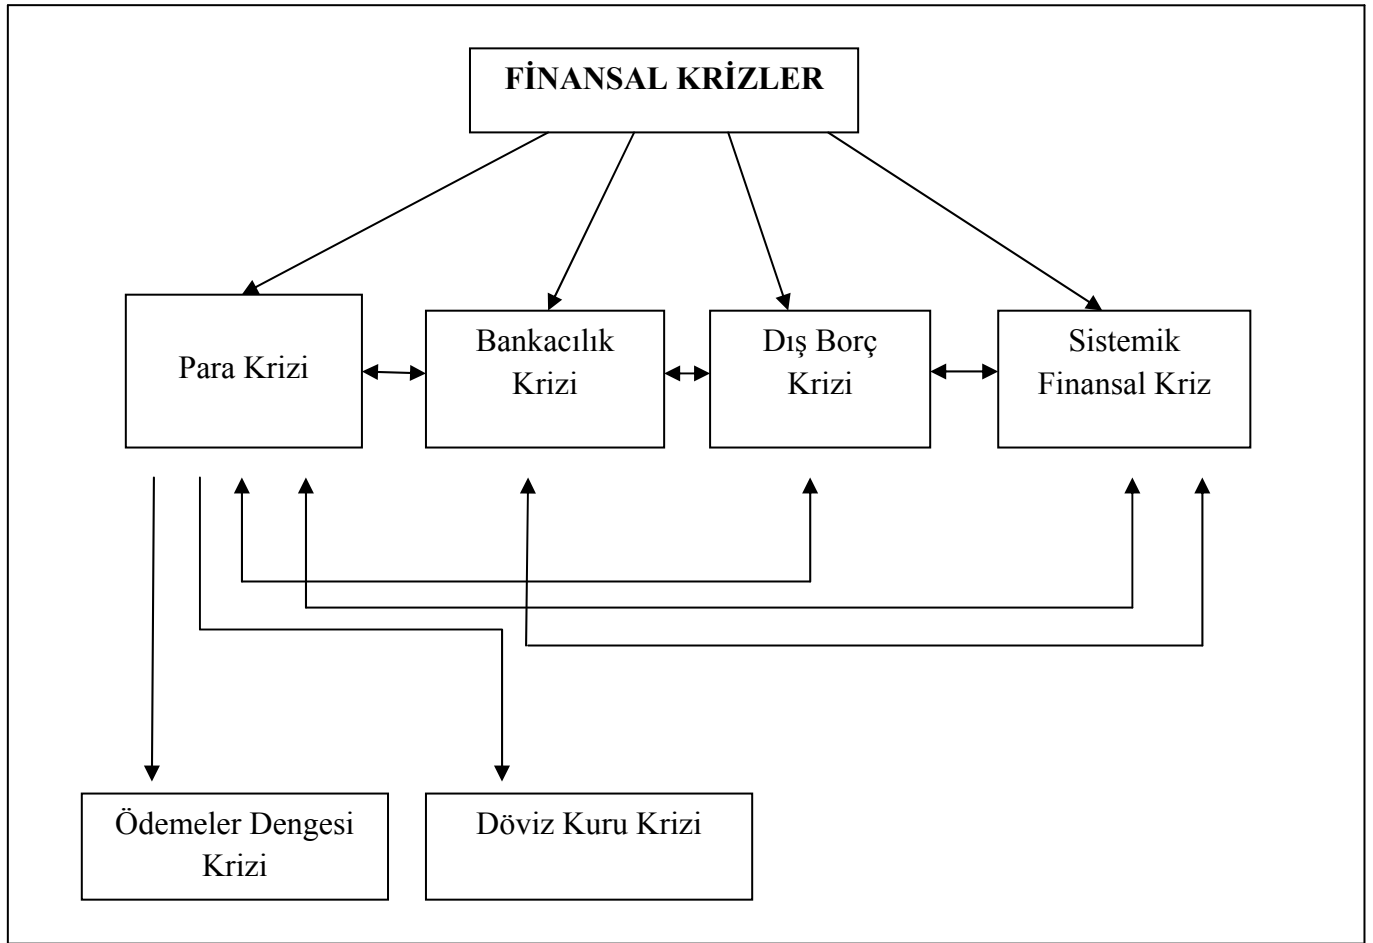 FİNANSAL KRİZLER
Para Krizi
Bankacılık
Krizi
Dış Borç
Krizi
Sistemik
Finansal Kriz
Ödemeler Dengesi
Krizi
Döviz Kuru Krizi